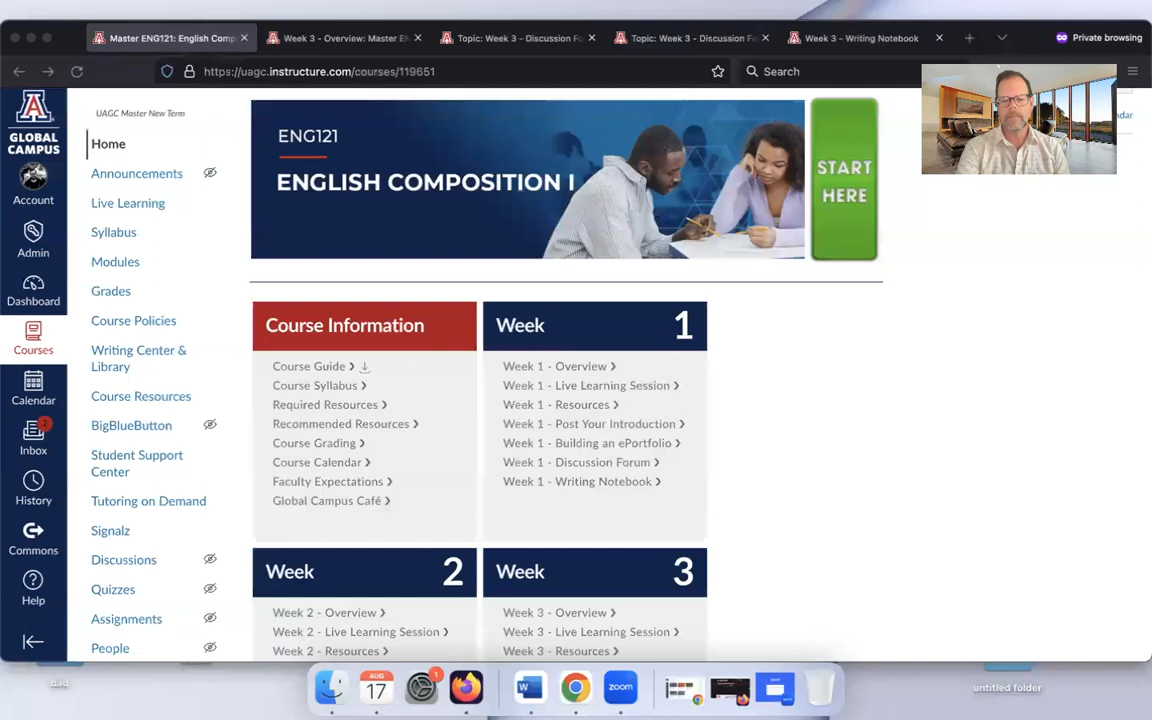 Master ENG121: English Comp
Week 3 - Overview: Master E
Topic: Week 3 - Discussion Fo
Topic: Week 3 - Discussion Fo
Week 3 - Writing Notebook
Private browsing
https://uagc.instructure.com/courses/119651
Search
A
GLOBAL
CAMPUS
Account
Admin
Dashboard
Courses
Calendar
2
Inbox
History
Commons
Help
UAGC Master New Term
Home
Announcements
Live Learning
Syllabus
Modules
Grades
Course Policies
Writing Center &
Library
Course Resources
BigBlueButton
Student Support
Center
Tutoring on Demand
Signalz
Discussions
Quizzes
Assignments
People
ENG121
ENGLISH COMPOSITION I
START
HERE
dar
Course Information
Course Guide
Course Syllabus
Required Resources
Recommended Resources
Course Grading
Course Calendar
Faculty Expectations
Global Campus Café
Week 1
Week 1 - Overview
Week 1 - Live Learning Session
Week 1 - Resources
Week 1 - Post Your Introduction
Week 1 - Building an ePortfolio
Week 1 - Discussion Forum
Week 1 - Writing Notebook
Week 2
Week 2 - Overview
Week 2 - Live Learning Session
Week 2 - Resources
Week 3
Week 3 - Overview
Week 3 - Live Learning Session
Week 3 - Resources
AUG
17
1
W
zoom
untitled folder